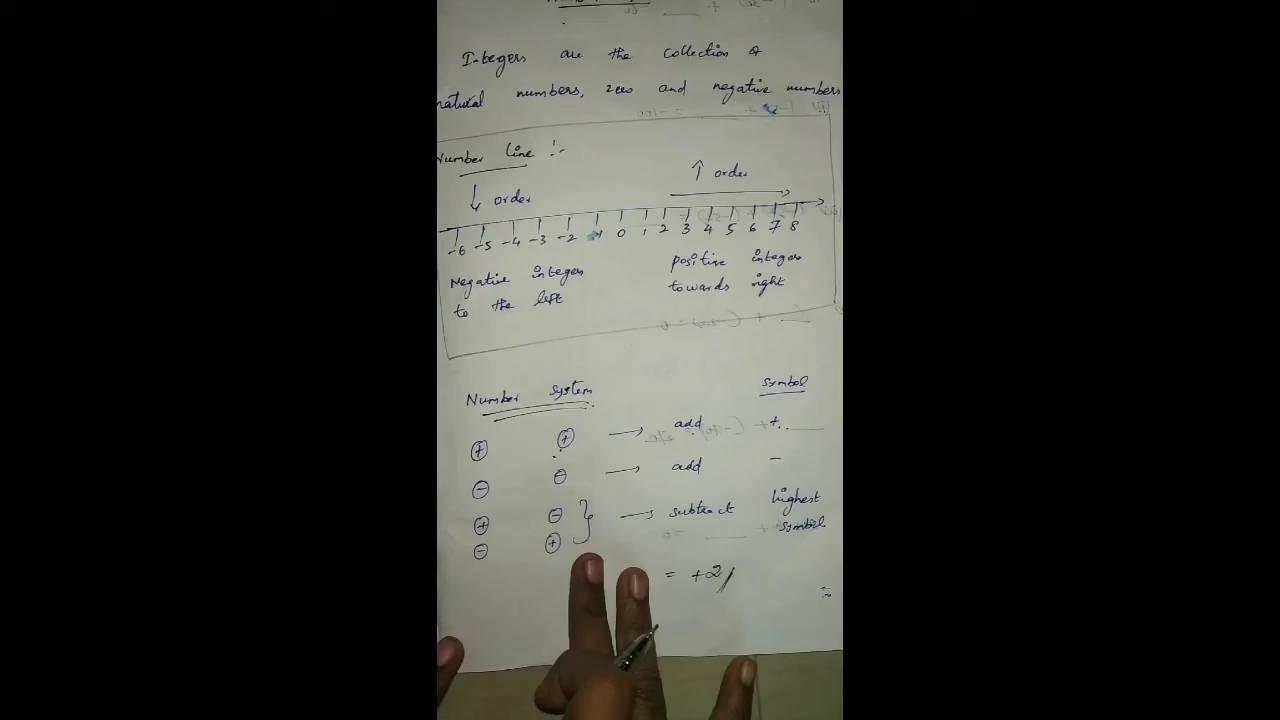 Integers are the collection of
natural numbers, zero and negative numbers
Number line :-
↓ order
↑ order
-6 -5 -4 -3 -2 -1 0 1 2 3 4 5 6 7 8
Negative integers
to the left
positive integers
towards right
Number system
symbol
+ + → add +
- - → add -
+ - } → subtract highest
- + symbol
= +2